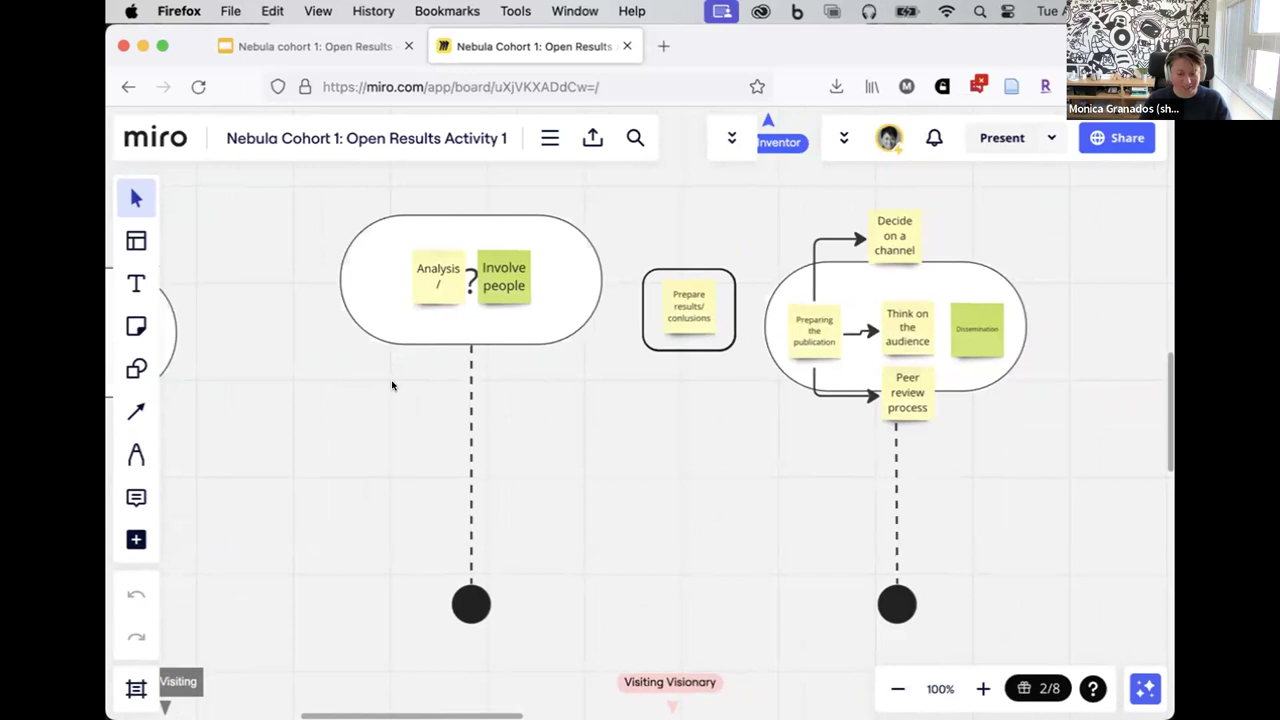 Firefox File Edit View History Bookmarks Tools Window Help
Tue
Nebula cohort 1: Open Results
Nebula Cohort 1: Open Results
https://miro.com/app/board/uXjVKXADdCw=/
Monica Granados (sh...
miro
Nebula Cohort 1: Open Results Activity 1
Inventor
Present
Share
Analysis
/
?
Involve
people
Prepare
results/
conlusions
Decide
on a
channel
Preparing
the
publication
Think on
the
audience
Dissemination
Peer
review
process
Visiting
Visiting Visionary
100%
2/8
?